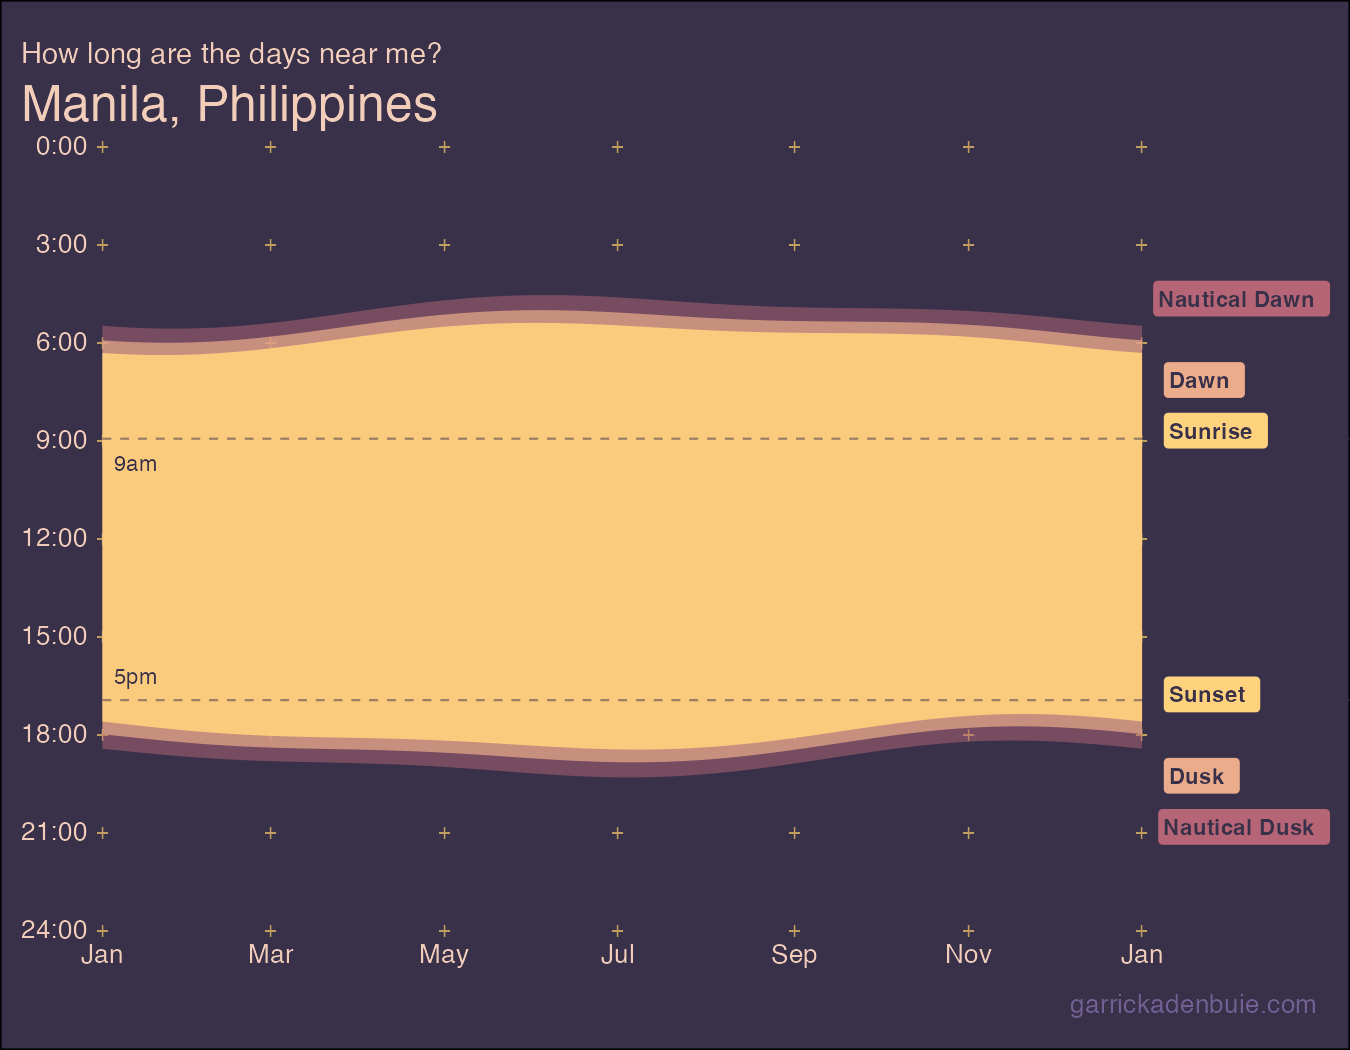 How long are the days near me?
Manila, Philippines
0:00
3:00
Nautical Dawn
6:00
Dawn
Sunrise
9:00
9am
12:00
15:00
5pm
Sunset
18:00
Dusk
Nautical Dusk
21:00
24:00
Jan Mar May Jul Sep Nov Jan
garrickadenbuie.com